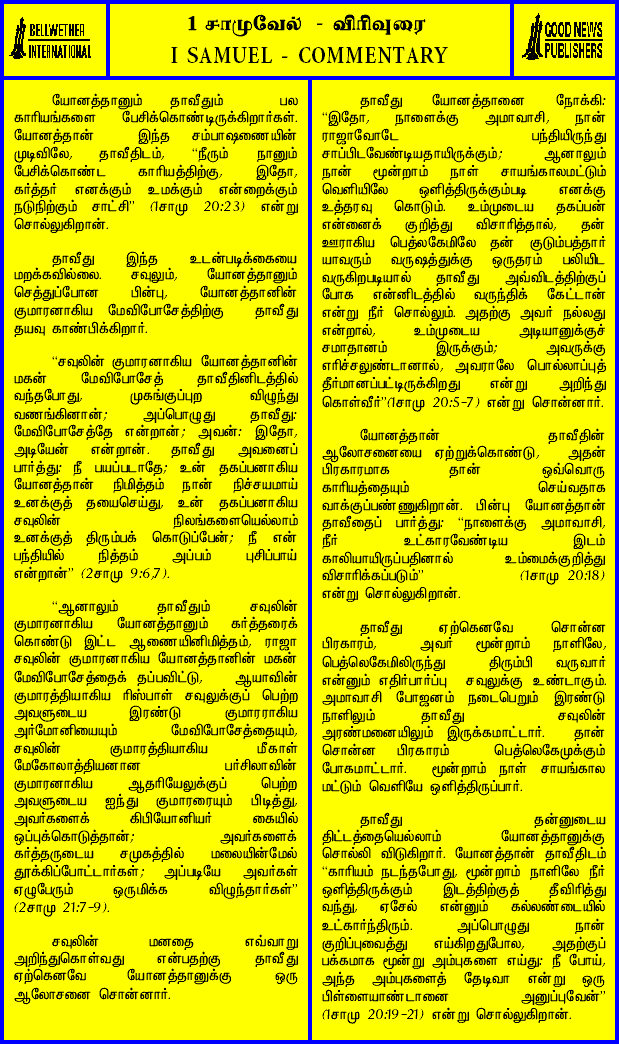 BELLWETHER
INTERNATIONAL
1 சாமுவேல் - விரிவுரை
I SAMUEL - COMMENTARY
GOOD NEWS
PUBLISHERS
யோனத்தானும் தாவீதும் பல
காரியங்களை பேசிக்கொண்டிருக்கிறார்கள்.
யோனத்தான் இந்த சம்பாஷணையின்
முடிவிலே, தாவீதிடம், “நீரும் நானும்
பேசிக்கொண்ட காரியத்திற்கு, இதோ,
கர்த்தர் எனக்கும் உமக்கும் என்றைக்கும்
நடுநிற்கும் சாட்சி” (1சாமு 20:23) என்று
சொல்லுகிறான்.
தாவீது இந்த உடன்படிக்கையை
மறக்கவில்லை. சவுலும், யோனத்தானும்
செத்துப்போன பின்பு, யோனத்தானின்
குமாரனாகிய மேவிபோசேத்திற்கு தாவீது
தயவு காண்பிக்கிறார்.
“சவுலின் குமாரனாகிய யோனத்தானின்
மகன் மேவிபோசேத் தாவீதினிடத்தில்
வந்தபோது, முகங்குப்புற விழுந்து
வணங்கினான்; அப்பொழுது தாவீது:
மேவிபோசேத்தே என்றான்; அவன்: இதோ,
அடியேன் என்றான். தாவீது அவனைப்
பார்த்து: நீ பயப்படாதே; உன் தகப்பனாகிய
யோனத்தான் நிமித்தம் நான் நிச்சயமாய்
உனக்குத் தயைசெய்து, உன் தகப்பனாகிய
சவுலின் நிலங்களையெல்லாம்
உனக்குத் திரும்பக் கொடுப்பேன்; நீ என்
பந்தியில் நித்தம் அப்பம் புசிப்பாய்
என்றான்” (2சாமு 9:6,7).
“ஆனாலும் தாவீதும் சவுலின்
குமாரனாகிய யோனத்தானும் கர்த்தரைக்
கொண்டு இட்ட ஆணையினிமித்தம், ராஜா
சவுலின் குமாரனாகிய யோனத்தானின் மகன்
மேவிபோசேத்தைத் தப்பவிட்டு, ஆயாவின்
குமாரத்தியாகிய ரிஸ்பாள் சவுலுக்குப் பெற்ற
அவளுடைய இரண்டு குமாரராகிய
அர்மோனியையும் மேவிபோசேத்தையும்,
சவுலின் குமாரத்தியாகிய மீகாள்
மேகோலாத்தியனான பர்சிலாவின்
குமாரனாகிய ஆதரியேலுக்குப் பெற்ற
அவளுடைய ஐந்து குமாரரையும் பிடித்து,
அவர்களைக் கிபியோனியர் கையில்
ஒப்புக்கொடுத்தான்; அவர்களைக்
கர்த்தருடைய சமுகத்தில் மலையின்மேல்
தூக்கிப்போட்டார்கள்; அப்படியே அவர்கள்
ஏழுபேரும் ஒருமிக்க விழுந்தார்கள்”
(2சாமு 21:7-9).
சவுலின் மனதை எவ்வாறு
அறிந்துகொள்வது என்பதற்கு தாவீது
ஏற்கெனவே யோனத்தானுக்கு ஒரு
ஆலோசனை சொன்னார்.
தாவீது யோனத்தானை நோக்கி:
“இதோ, நாளைக்கு அமாவாசி, நான்
ராஜாவோடே பந்தியிருந்து
சாப்பிடவேண்டியதாயிருக்கும்; ஆனாலும்
நான் மூன்றாம் நாள் சாயங்காலமட்டும்
வெளியிலே ஒளித்திருக்கும்படி எனக்கு
உத்தரவு கொடும். உம்முடைய தகப்பன்
என்னைக் குறித்து விசாரித்தால், தன்
ஊராகிய பெத்லகேமிலே தன் குடும்பத்தார்
யாவரும் வருஷத்துக்கு ஒருதரம் பலியிட
வருகிறபடியால் தாவீது அவ்விடத்திற்குப்
போக என்னிடத்தில் வருந்திக் கேட்டான்
என்று நீர் சொல்லும். அதற்கு அவர் நல்லது
என்றால், உம்முடைய அடியானுக்குச்
சமாதானம் இருக்கும்; அவருக்கு
எரிச்சலுண்டானால், அவராலே பொல்லாப்புத்
தீர்மானப்பட்டிருக்கிறது என்று அறிந்து
கொள்வீர்”(1சாமு 20:5-7) என்று சொன்னார்.
யோனத்தான் தாவீதின்
ஆலோசனையை ஏற்றுக்கொண்டு, அதன்
பிரகாரமாக தான் ஒவ்வொரு
காரியத்தையும் செய்வதாக
வாக்குப்பண்ணுகிறான். பின்பு யோனத்தான்
தாவீதைப் பார்த்து: “நாளைக்கு அமாவாசி,
நீர் உட்காரவேண்டிய இடம்
காலியாயிருப்பதினால் உம்மைக்குறித்து
விசாரிக்கப்படும்” (1சாமு 20:18)
என்று சொல்லுகிறான்.
தாவீது ஏற்கெனவே சொன்ன
பிரகாரம், அவர் மூன்றாம் நாளிலே,
பெத்லெகேமிலிருந்து திரும்பி வருவார்
என்னும் எதிர்பார்ப்பு சவுலுக்கு உண்டாகும்.
அமாவாசி போஜனம் நடைபெறும் இரண்டு
நாளிலும் தாவீது சவுலின்
அரண்மனையிலும் இருக்கமாட்டார். தான்
சொன்ன பிரகாரம் பெத்லெகேமுக்கும்
போகமாட்டார். மூன்றாம் நாள் சாயங்கால
மட்டும் வெளியே ஒளித்திருப்பார்.
தாவீது தன்னுடைய
திட்டத்தையெல்லாம் யோனத்தானுக்கு
சொல்லி விடுகிறார். யோனத்தான் தாவீதிடம்
“காரியம் நடந்தபோது, மூன்றாம் நாளிலே நீர்
ஒளித்திருக்கும் இடத்திற்குத் தீவிரித்து
வந்து, ஏசேல் என்னும் கல்லண்டையில்
உட்கார்ந்திரும். அப்பொழுது நான்
குறிப்புவைத்து எய்கிறதுபோல, அதற்குப்
பக்கமாக மூன்று அம்புகளை எய்து: நீ போய்,
அந்த அம்புகளைத் தேடிவா என்று ஒரு
பிள்ளையாண்டானை அனுப்புவேன்”
(1சாமு 20:19-21) என்று சொல்லுகிறான்.